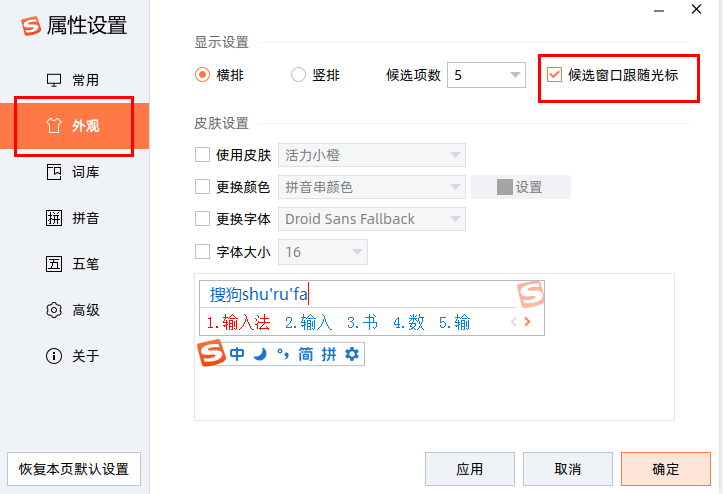 属性设置
常用
外观
词库
拼音
五笔
高级
关于
恢复本页默认设置
显示设置
横排 竖排 候选项数 5 候选窗口跟随光标
皮肤设置
使用皮肤 活力小橙
更换颜色 拼音串颜色 设置
更换字体 Droid Sans Fallback
字体大小 16
搜狗shu'ru'fa
1.输入法 2.输入 3.书 4.数 5.输
中 °, 简 拼
应用 取消 确定